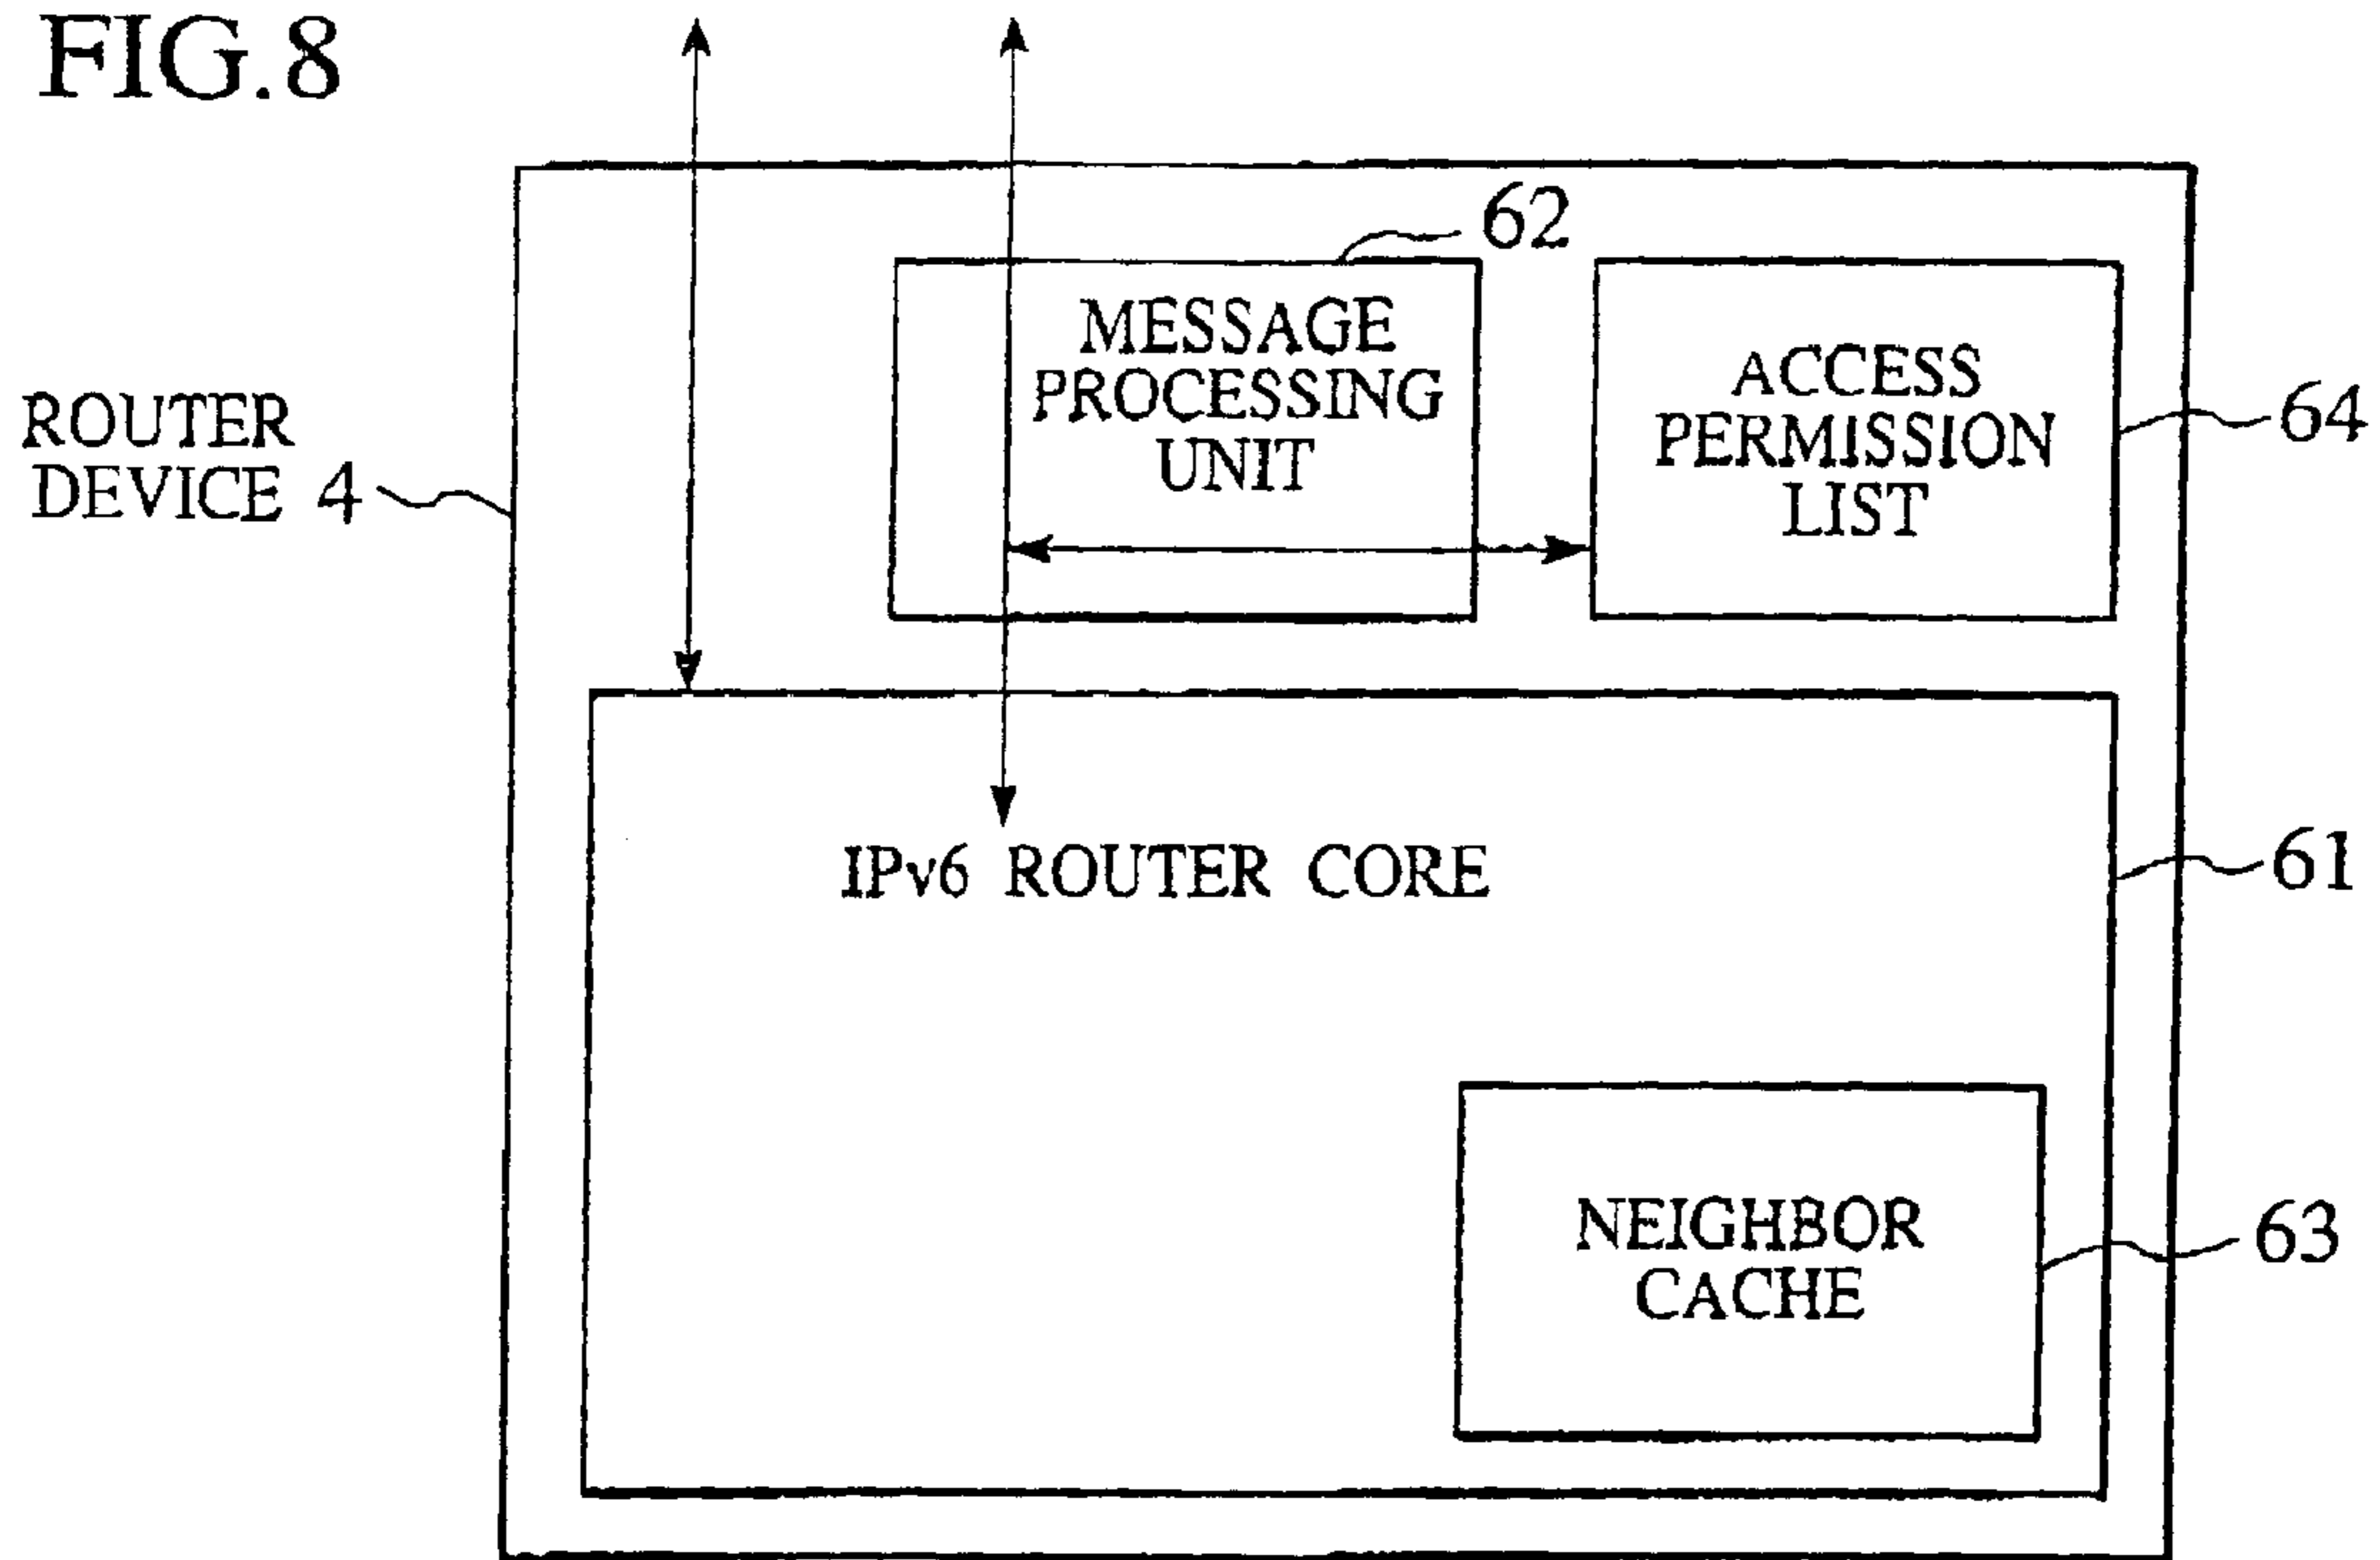 FIG.8
62
MESSAGE
PROCESSING
UNIT
ACCESS
PERMISSION
LIST
64
ROUTER
DEVICE 4
IPv6 ROUTER CORE
61
NEIGHBOR
CACHE
63